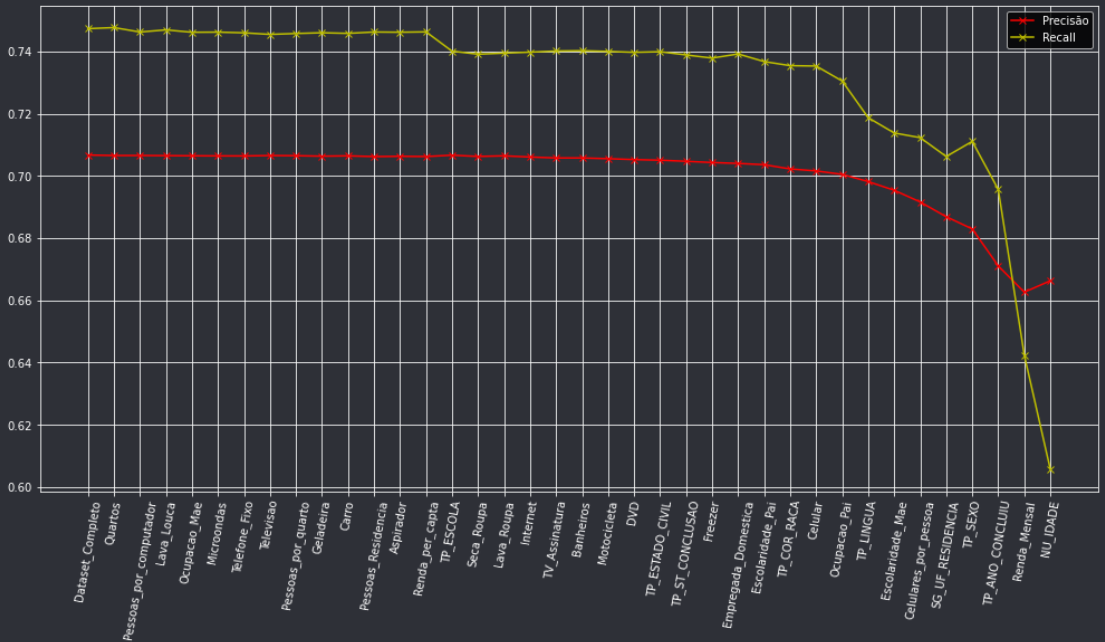 Precisão
Recall
0.74
0.72
0.70
0.68
0.66
0.64
0.62
0.60
Dataset_Completo
Quartos
Pessoas_por_computador
Lava_Louca
Ocupacao_Mae
Microondas
Telefone_Fixo
Televisao
Pessoas_por_quarto
Geladeira
Carro
Pessoas_Residencia
Aspirador
Renda_per_capta
TP_ESCOLA
Seca_Roupa
Lava_Roupa
Internet
TV_Assinatura
Banheiros
Motocicleta
DVD
TP_ESTADO_CIVIL
TP_ST_CONCLUSAO
Freezer
Empregada_Domestica
Escolaridade_Pai
TP_COR_RACA
Celular
Ocupacao_Pai
TP_LINGUA
Escolaridade_Mae
Celulares_por_pessoa
SG_UF_RESIDENCIA
TP_SEXO
TP_ANO_CONCLUIU
Renda_Mensal
NU_IDADE